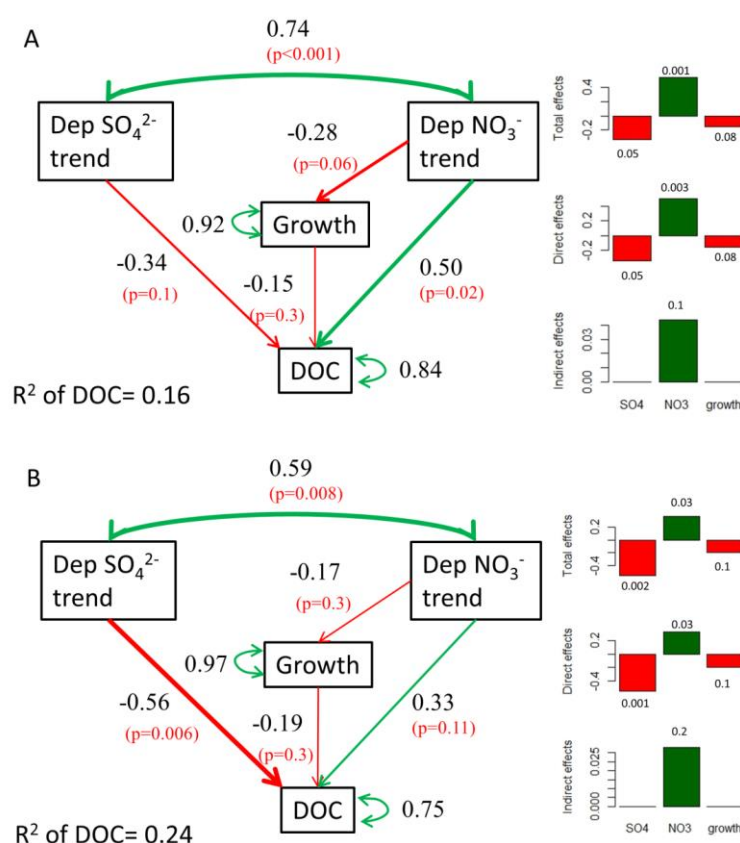 A
0.74
(p<0.001)
Dep SO₄²⁻
trend
Dep NO₃⁻
trend
-0.28
(p=0.06)
0.92
Growth
-0.34
(p=0.1)
-0.15
(p=0.3)
0.50
(p=0.02)
DOC
0.84
R² of DOC= 0.16
Total effects
-0.2 0.4
0.05
0.001
0.08
Direct effects
-0.2 0.2
0.05
0.003
0.08
Indirect effects
0.00 0.03
0.1
SO4 NO3 growth
B
0.59
(p=0.008)
Dep SO₄²⁻
trend
Dep NO₃⁻
trend
-0.17
(p=0.3)
0.97
Growth
-0.56
(p=0.006)
-0.19
(p=0.3)
0.33
(p=0.11)
DOC
0.75
R² of DOC= 0.24
Total effects
-0.4 0.2
0.002
0.03
0.1
Direct effects
-0.4 0.2
0.001
0.03
0.1
Indirect effects
0.000 0.025
0.2
SO4 NO3 growth